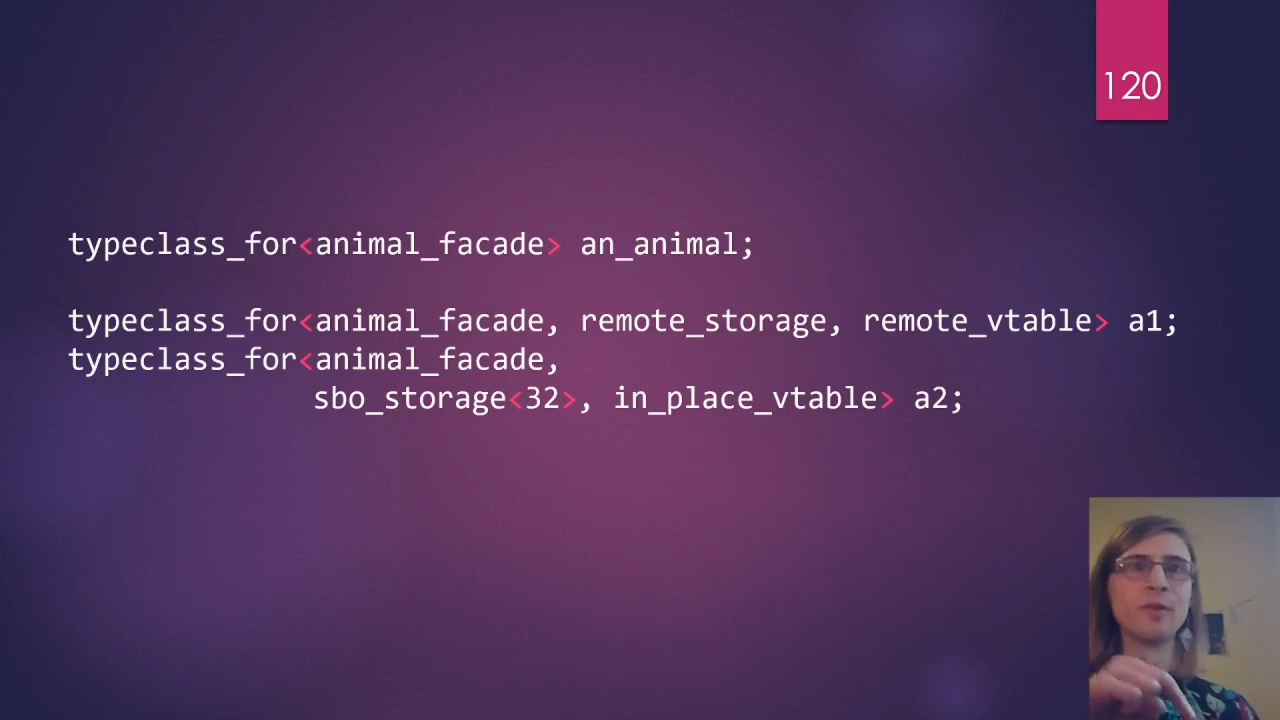 120
typeclass_for<animal_facade> an_animal;
typeclass_for<animal_facade, remote_storage, remote_vtable> a1;
typeclass_for<animal_facade,
sbo_storage<32>, in_place_vtable> a2;